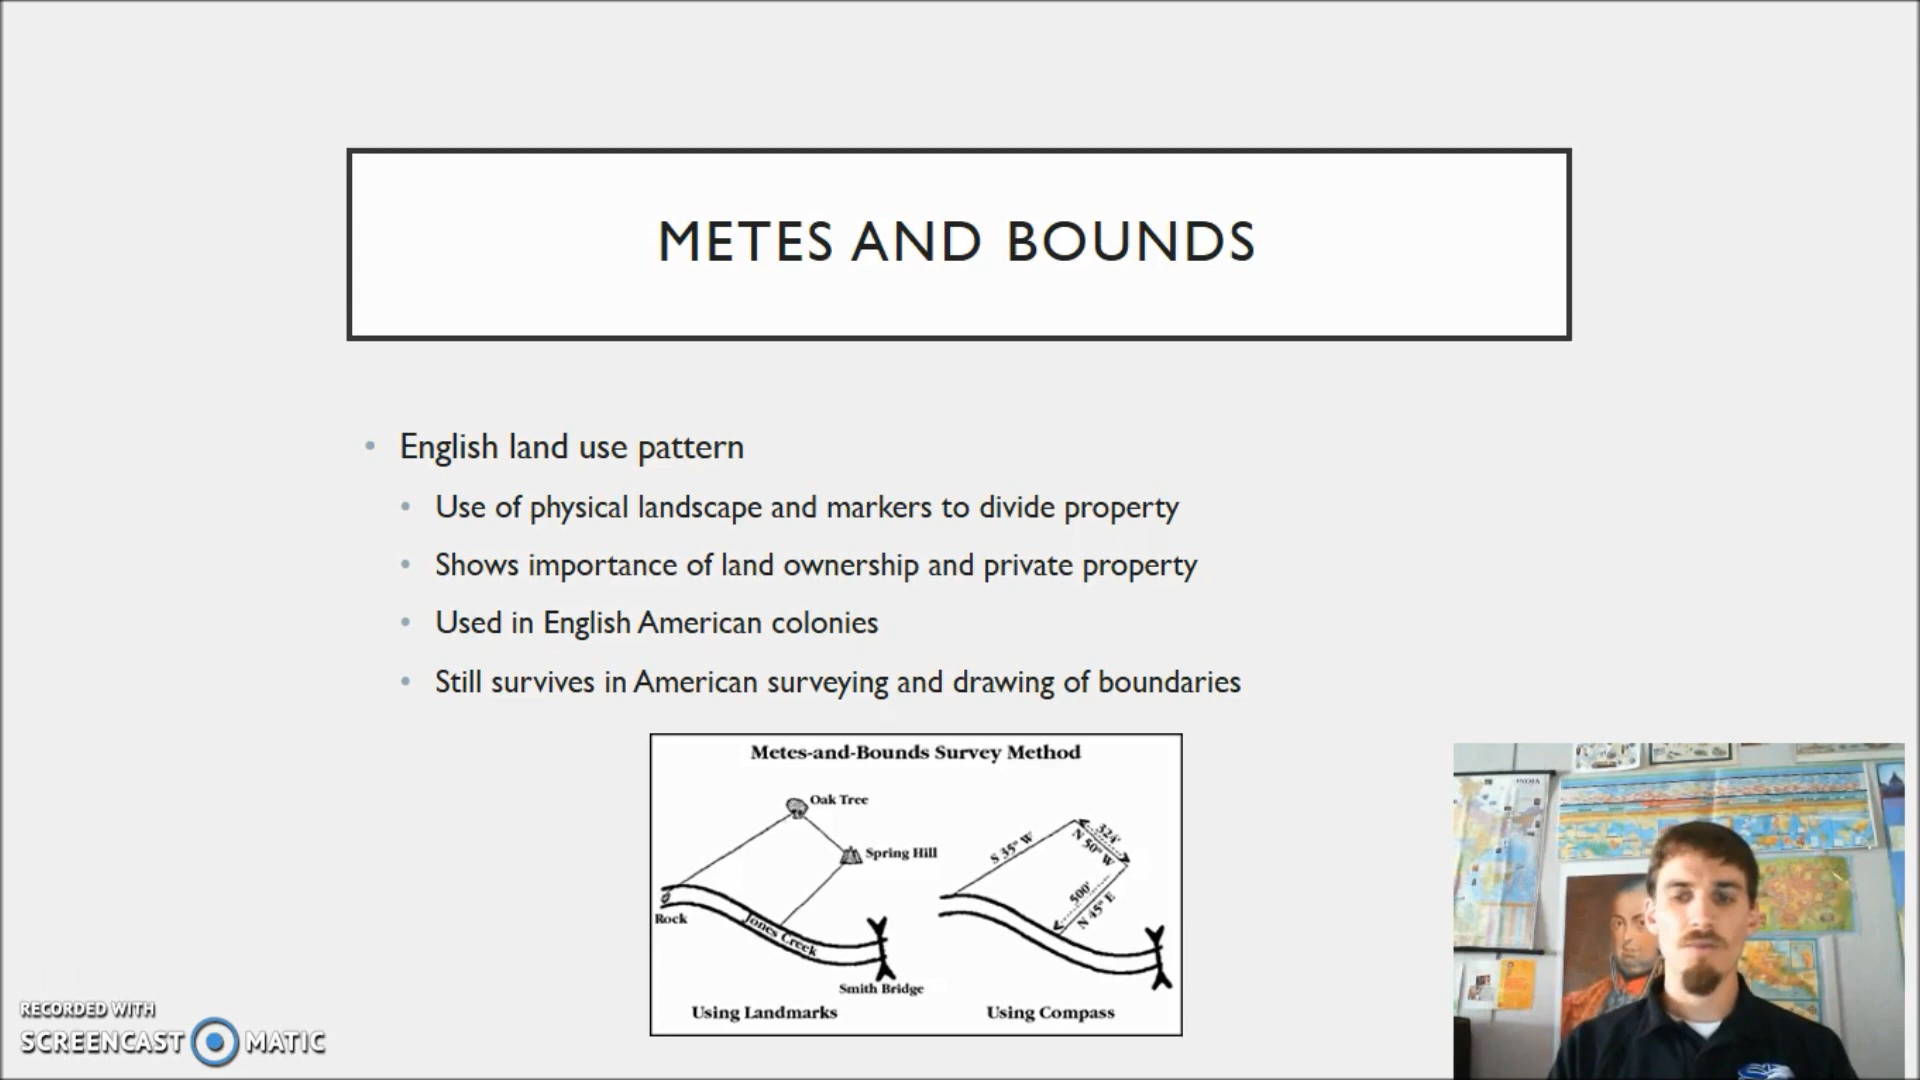 METES AND BOUNDS
English land use pattern
Use of physical landscape and markers to divide property
Shows importance of land ownership and private property
Used in English American colonies
Still survives in American surveying and drawing of boundaries
Metes-and-Bounds Survey Method
Oak Tree
Spring Hill
Rock
Jones Creek
Smith Bridge
Using Landmarks
S 35° W
324'
N 50° W
500'
N 45° E
Using Compass
INDIA
RECORDED WITH
SCREENCAST MATIC